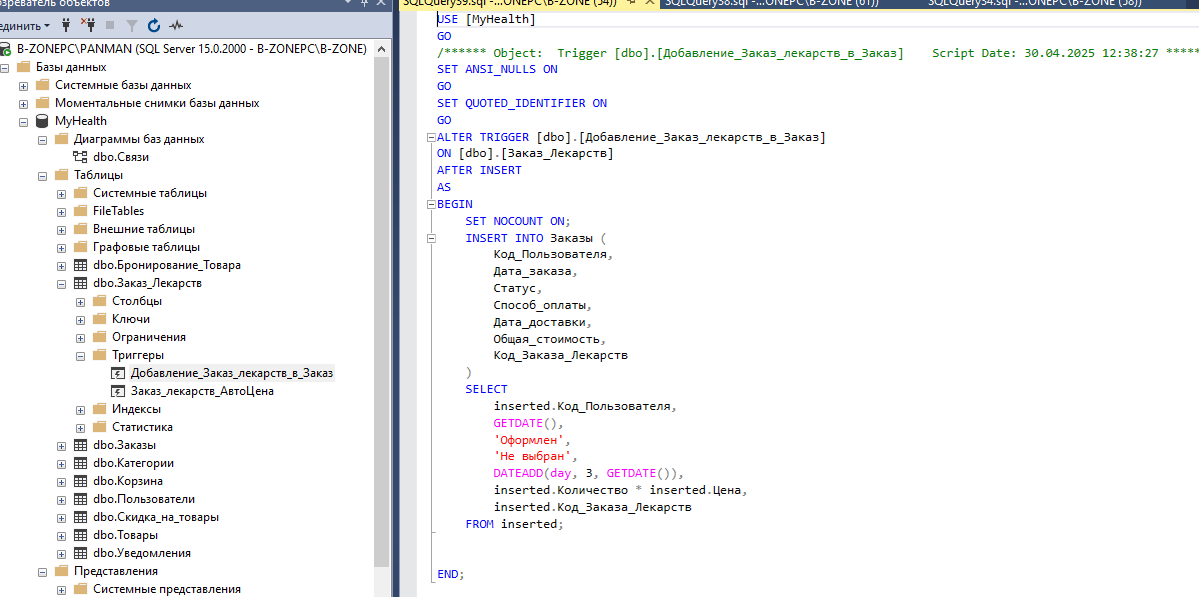 озреватель объектов
динить
B-ZONEPC\PANMAN (SQL Server 15.0.2000 - B-ZONEPC\B-ZONE)
Базы данных
Системные базы данных
Моментальные снимки базы данных
MyHealth
Диаграммы баз данных
dbo.Связи
Таблицы
Системные таблицы
FileTables
Внешние таблицы
Графовые таблицы
dbo.Бронирование_Товара
dbo.Заказ_Лекарств
Столбцы
Ключи
Ограничения
Триггеры
Добавление_Заказ_лекарств_в_Заказ
Заказ_лекарств_АвтоЦена
Индексы
Статистика
dbo.Заказы
dbo.Категории
dbo.Корзина
dbo.Пользователи
dbo.Скидка_на_товары
dbo.Товары
dbo.Уведомления
Представления
Системные представления
SQLQuery59.sql -...ONEPC\B-ZONE (54)) SQLQuery58.sql -...ONEPC\B-ZONE (61)) SQLQuery54.sql -...ONEPC\B-ZONE (58))
USE [MyHealth]
GO
/****** Object:  Trigger [dbo].[Добавление_Заказ_лекарств_в_Заказ]    Script Date: 30.04.2025 12:38:27 *****
SET ANSI_NULLS ON
GO
SET QUOTED_IDENTIFIER ON
GO
ALTER TRIGGER [dbo].[Добавление_Заказ_лекарств_в_Заказ]
ON [dbo].[Заказ_Лекарств]
AFTER INSERT
AS
BEGIN
SET NOCOUNT ON;
INSERT INTO Заказы (
Код_Пользователя,
Дата_заказа,
Статус,
Способ_оплаты,
Дата_доставки,
Общая_стоимость,
Код_Заказа_Лекарств
)
SELECT
inserted.Код_Пользователя,
GETDATE(),
'Оформлен',
'Не выбран',
DATEADD(day, 3, GETDATE()),
inserted.Количество * inserted.Цена,
inserted.Код_Заказа_Лекарств
FROM inserted;
END;